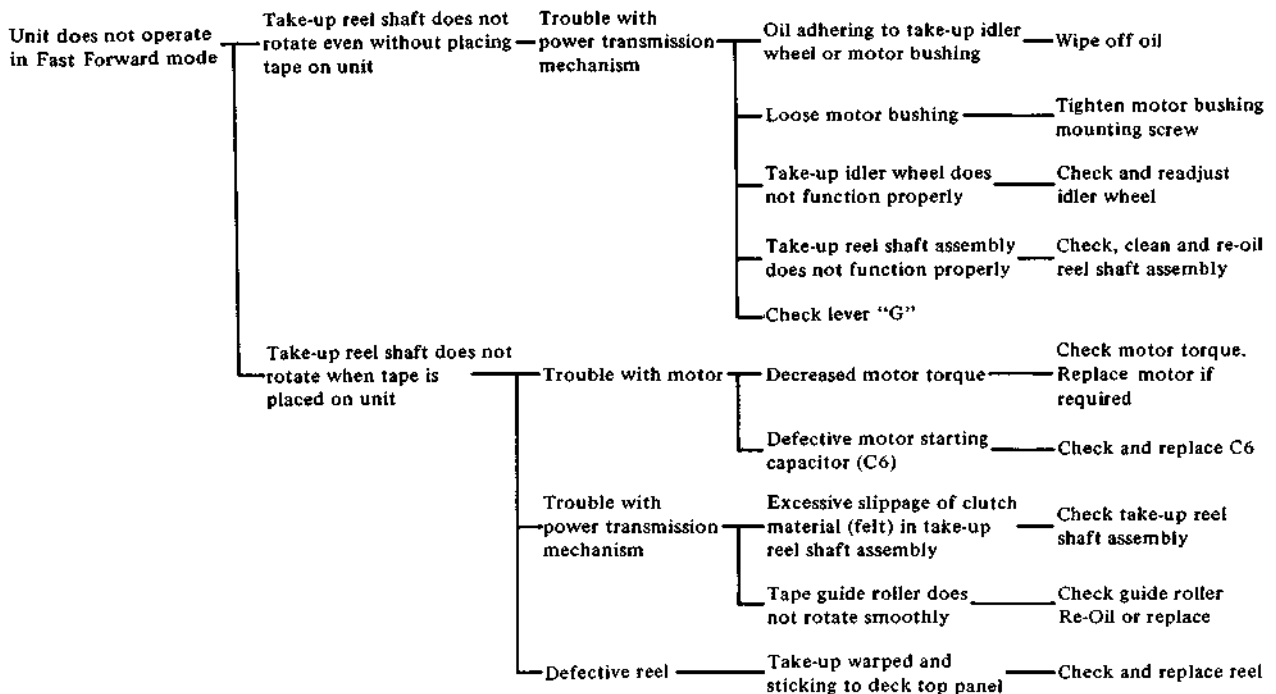 Unit does not operate
in Fast Forward mode
Take-up reel shaft does not
rotate even without placing
tape on unit
Trouble with
power transmission
mechanism
Oil adhering to take-up idler
wheel or motor bushing
Wipe off oil
Loose motor bushing
Tighten motor bushing
mounting screw
Take-up idler wheel does
not function properly
Check and readjust
idler wheel
Take-up reel shaft assembly
does not function properly
Check, clean and re-oil
reel shaft assembly
Check lever “G”
Take-up reel shaft does not
rotate when tape is
placed on unit
Trouble with motor
Decreased motor torque
Check motor torque.
Replace motor if
required
Defective motor starting
capacitor (C6)
Check and replace C6
Trouble with
power transmission
mechanism
Excessive slippage of clutch
material (felt) in take-up
reel shaft assembly
Check take-up reel
shaft assembly
Tape guide roller does
not rotate smoothly
Check guide roller
Re-Oil or replace
Defective reel
Take-up warped and
sticking to deck top panel
Check and replace reel